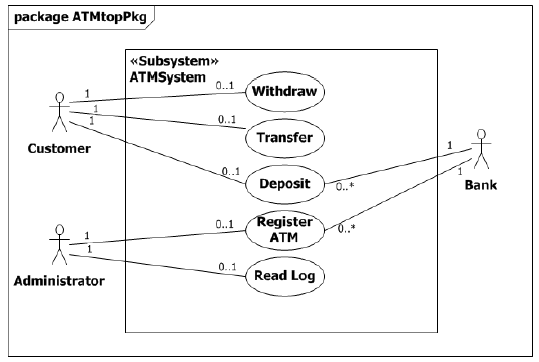 package ATMtopPkg
«Subsystem»
ATMSystem
1
0..1
Withdraw
1
0..1
Transfer
1
Customer
0..1
Deposit
0..*
1
1
Bank
1
0..1
Register
ATM
0..*
1
Administrator
0..1
Read Log